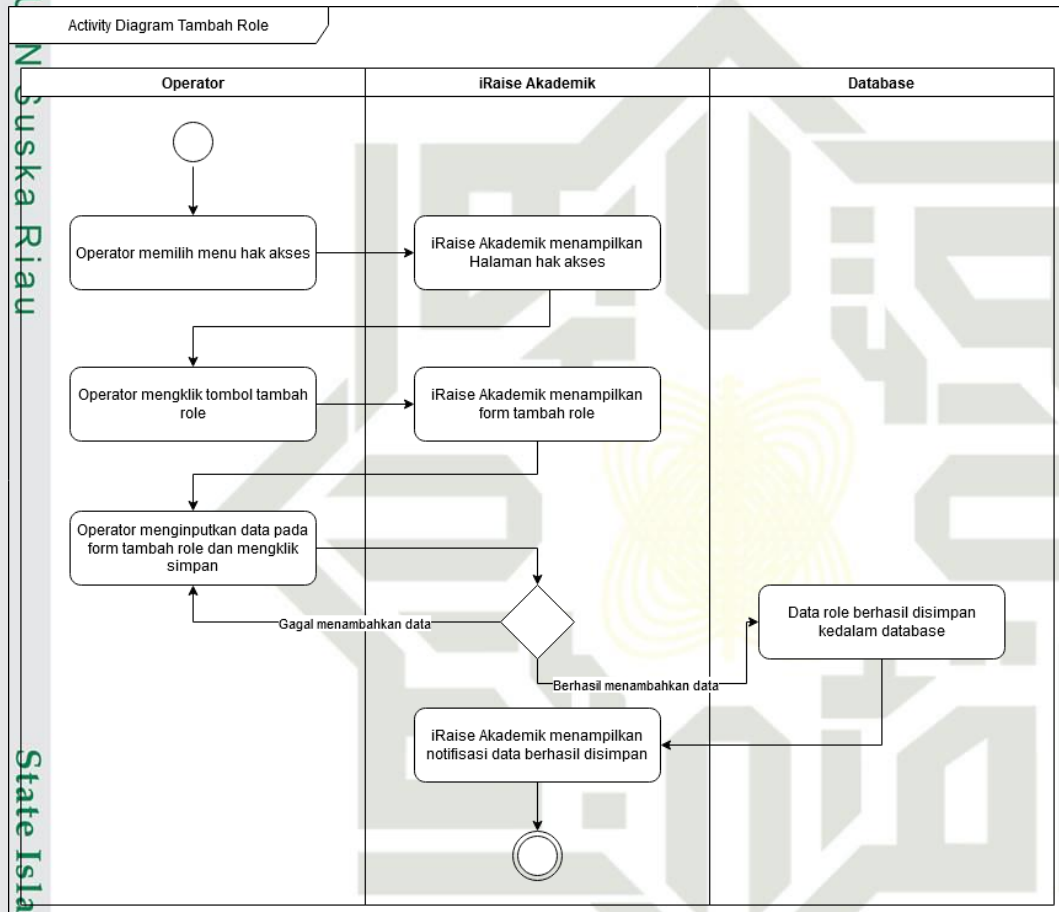 Activity Diagram Tambah Role
N Suska Riau
State Isla
Operator
iRaise Akademik
Database
Operator memilih menu hak akses
iRaise Akademik menampilkan
Halaman hak akses
Operator mengklik tombol tambah
role
iRaise Akademik menampilkan
form tambah role
Operator menginputkan data pada
form tambah role dan mengklik
simpan
Gagal menambahkan data
Berhasil menambahkan data
Data role berhasil disimpan
kedalam database
iRaise Akademik menampilkan
notifisasi data berhasil disimpan